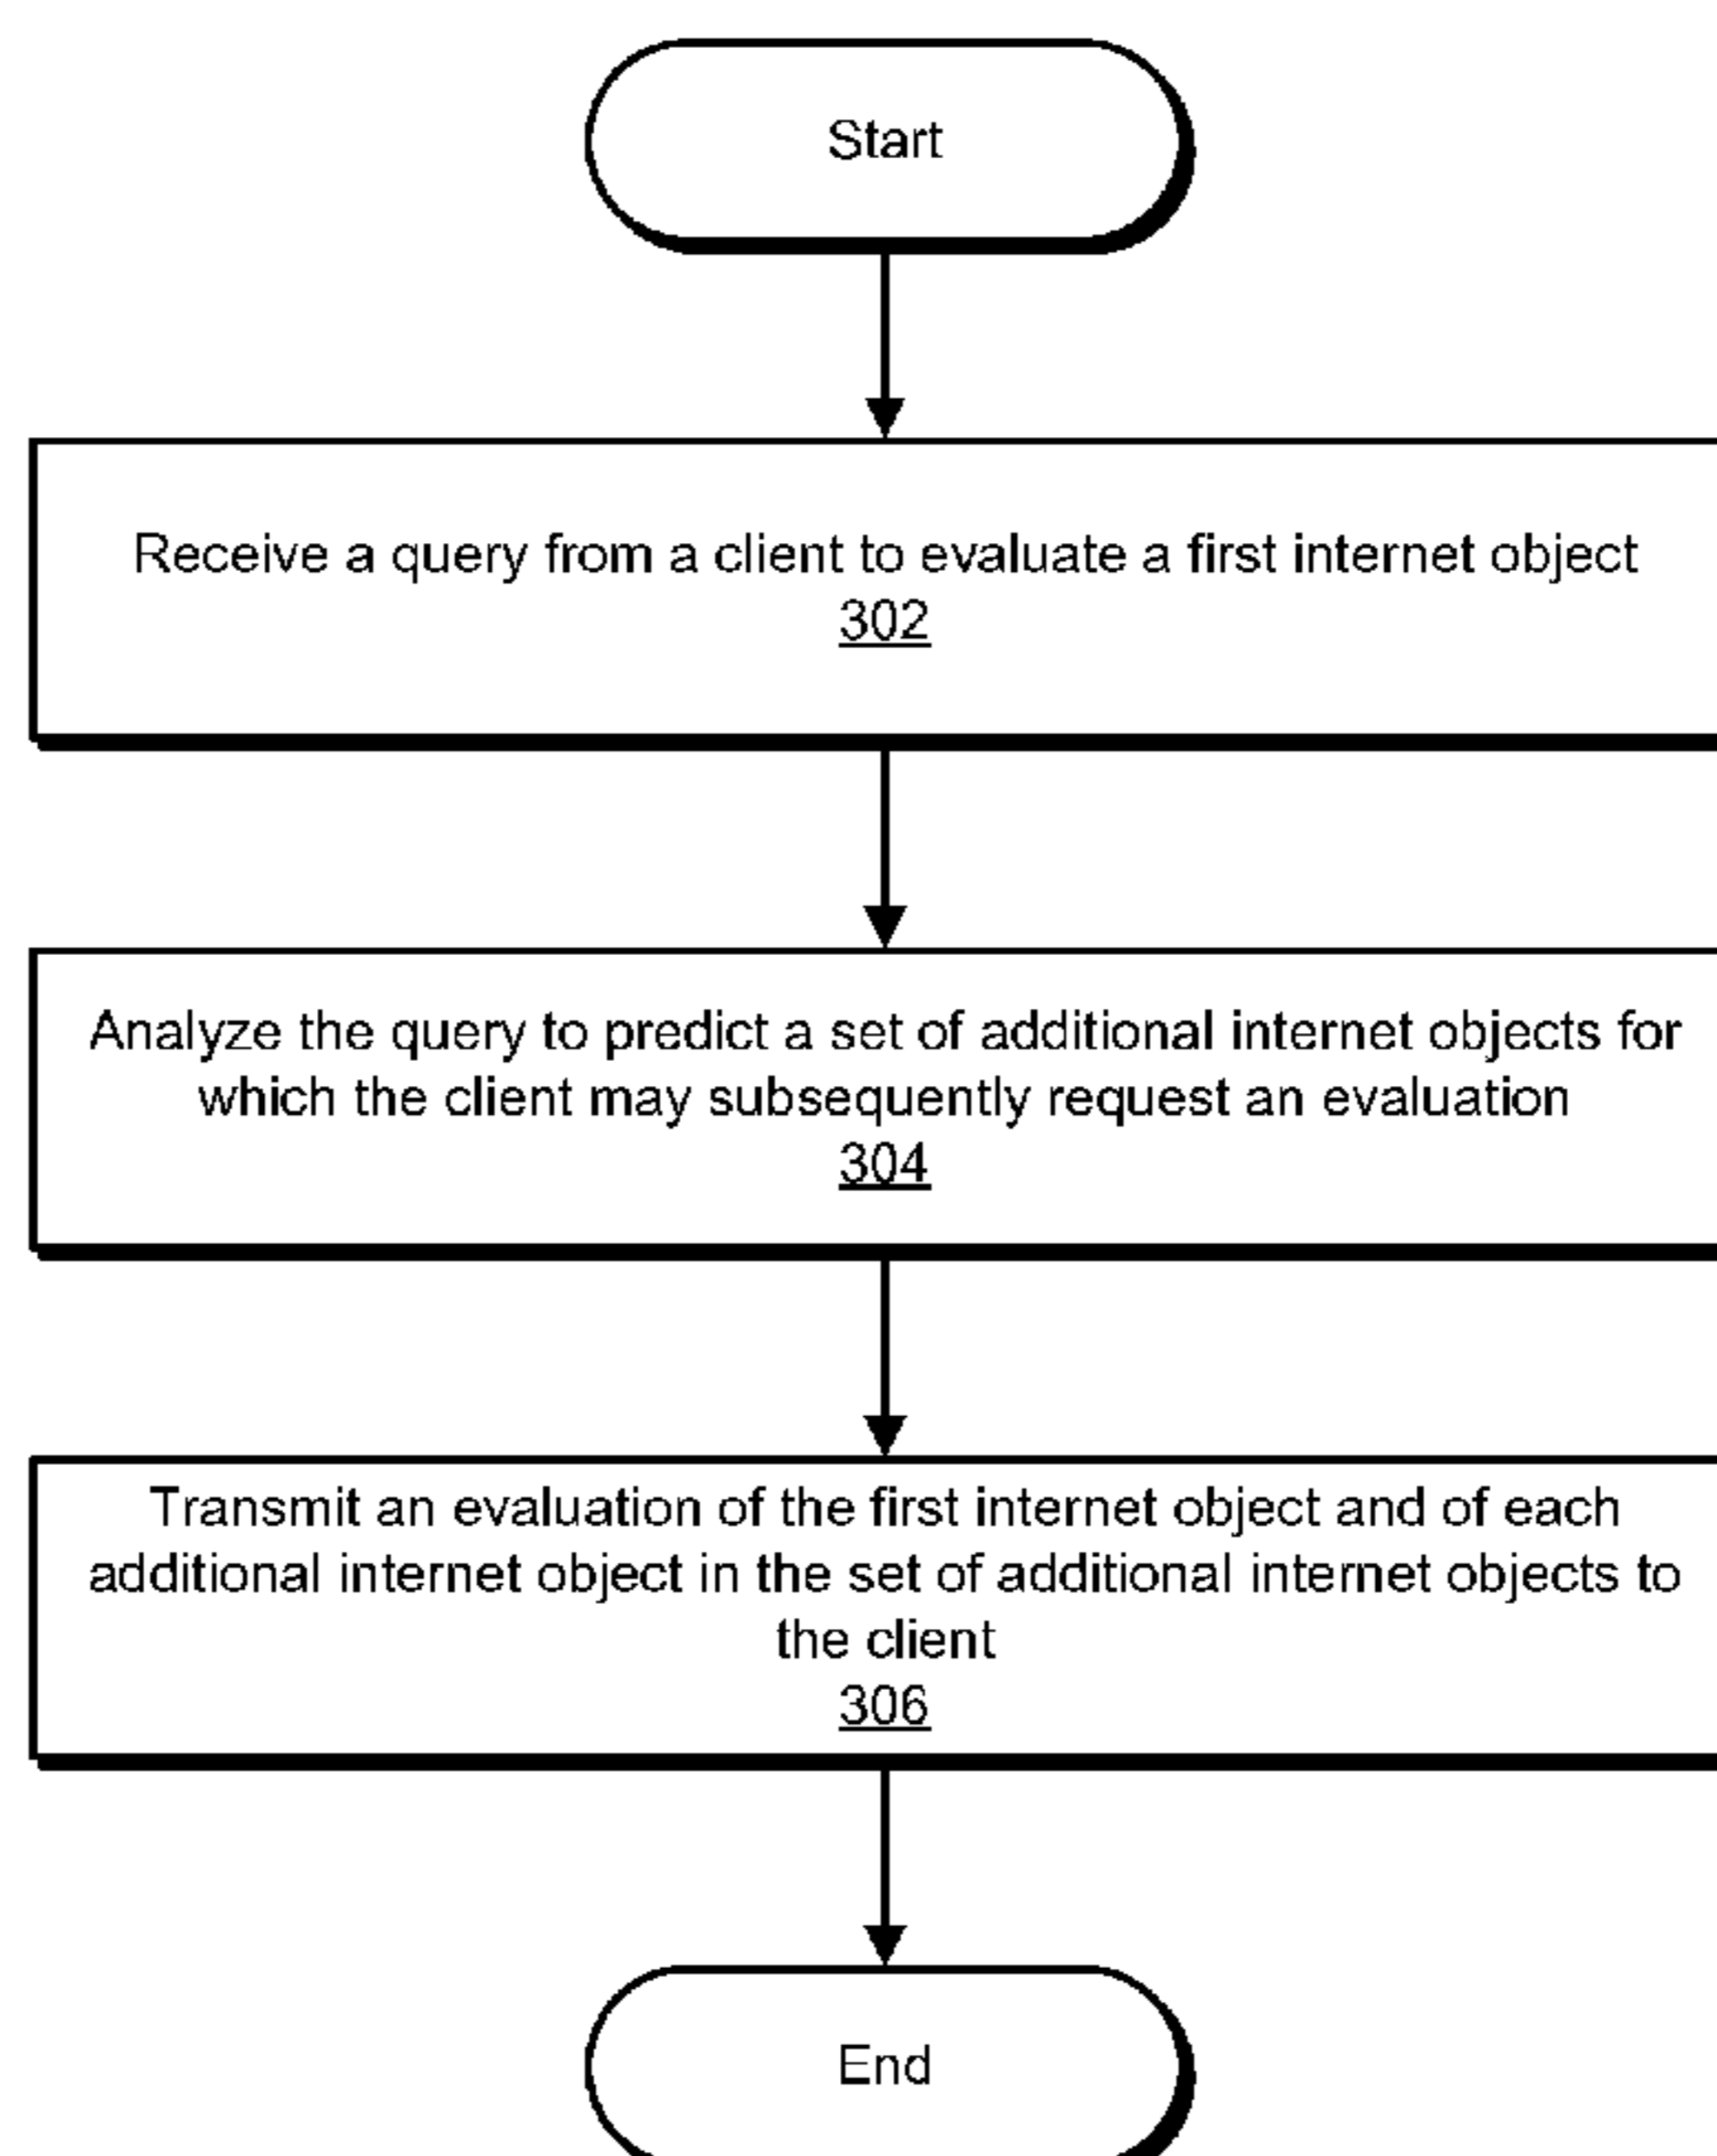 Start
Receive a query from a client to evaluate a first internet object
302
Analyze the query to predict a set of additional internet objects for
which the client may subsequently request an evaluation
304
Transmit an evaluation of the first internet object and of each
additional internet object in the set of additional internet objects to
the client
306
End